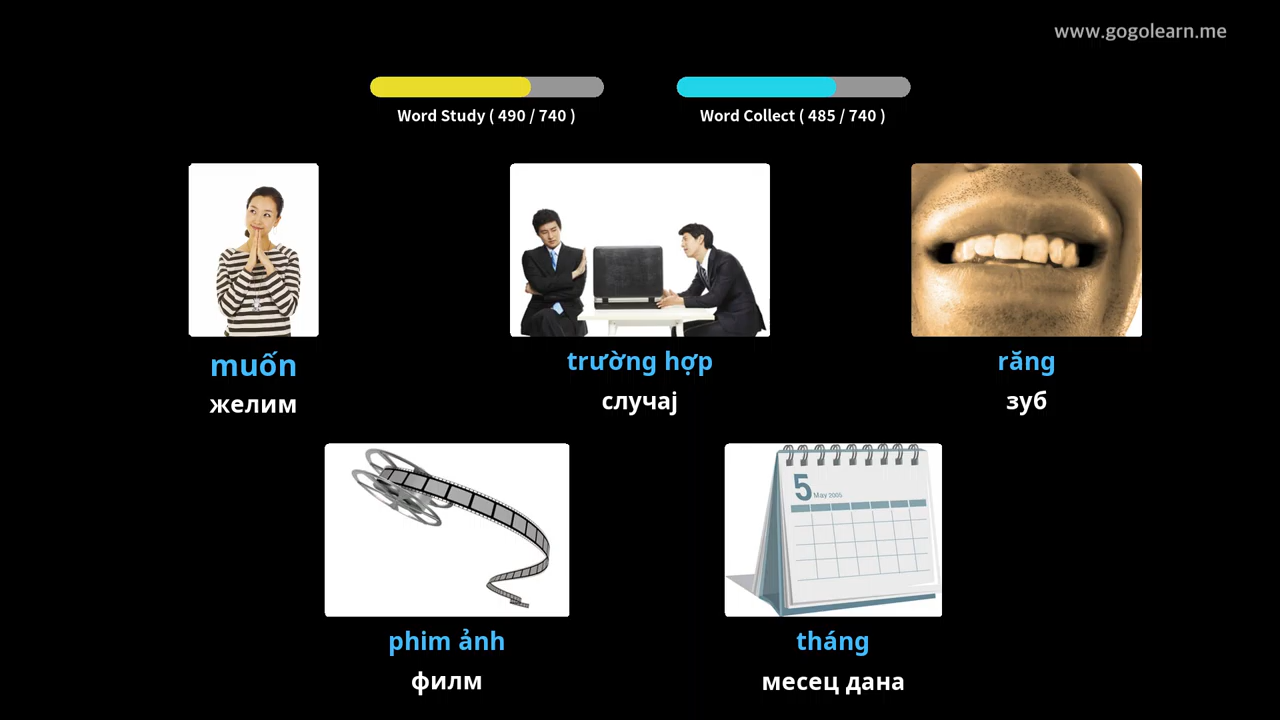 www.gogolearn.me
Word Study ( 490 / 740 )
Word Collect ( 485 / 740 )
muốn
желим
trường hợp
случај
răng
зуб
5 May 2005
phim ảnh
филм
tháng
месец дана